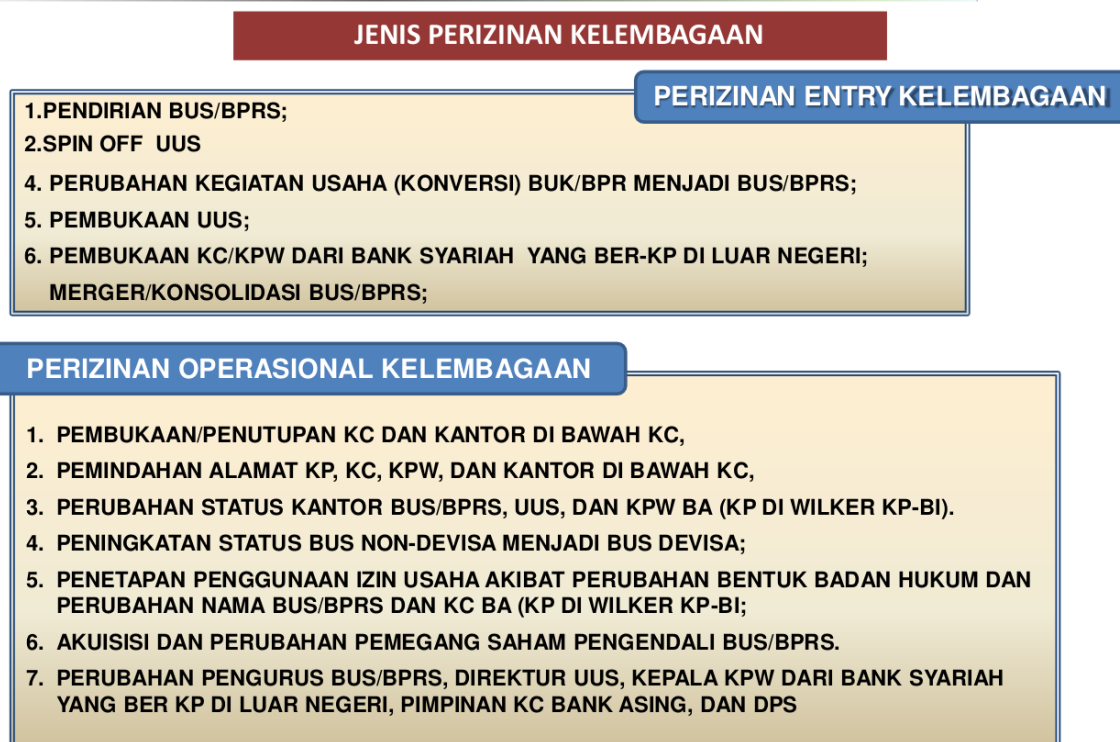 JENIS PERIZINAN KELEMBAGAAN
PERIZINAN ENTRY KELEMBAGAAN
1.PENDIRIAN BUS/BPRS;
2.SPIN OFF UUS
4. PERUBAHAN KEGIATAN USAHA (KONVERSI) BUK/BPR MENJADI BUS/BPRS;
5. PEMBUKAAN UUS;
6. PEMBUKAAN KC/KPW DARI BANK SYARIAH YANG BER-KP DI LUAR NEGERI;
MERGER/KONSOLIDASI BUS/BPRS;
PERIZINAN OPERASIONAL KELEMBAGAAN
1. PEMBUKAAN/PENUTUPAN KC DAN KANTOR DI BAWAH KC,
2. PEMINDAHAN ALAMAT KP, KC, KPW, DAN KANTOR DI BAWAH KC,
3. PERUBAHAN STATUS KANTOR BUS/BPRS, UUS, DAN KPW BA (KP DI WILKER KP-BI).
4. PENINGKATAN STATUS BUS NON-DEVISA MENJADI BUS DEVISA;
5. PENETAPAN PENGGUNAAN IZIN USAHA AKIBAT PERUBAHAN BENTUK BADAN HUKUM DAN
PERUBAHAN NAMA BUS/BPRS DAN KC BA (KP DI WILKER KP-BI;
6. AKUISISI DAN PERUBAHAN PEMEGANG SAHAM PENGENDALI BUS/BPRS.
7. PERUBAHAN PENGURUS BUS/BPRS, DIREKTUR UUS, KEPALA KPW DARI BANK SYARIAH
YANG BER KP DI LUAR NEGERI, PIMPINAN KC BANK ASING, DAN DPS